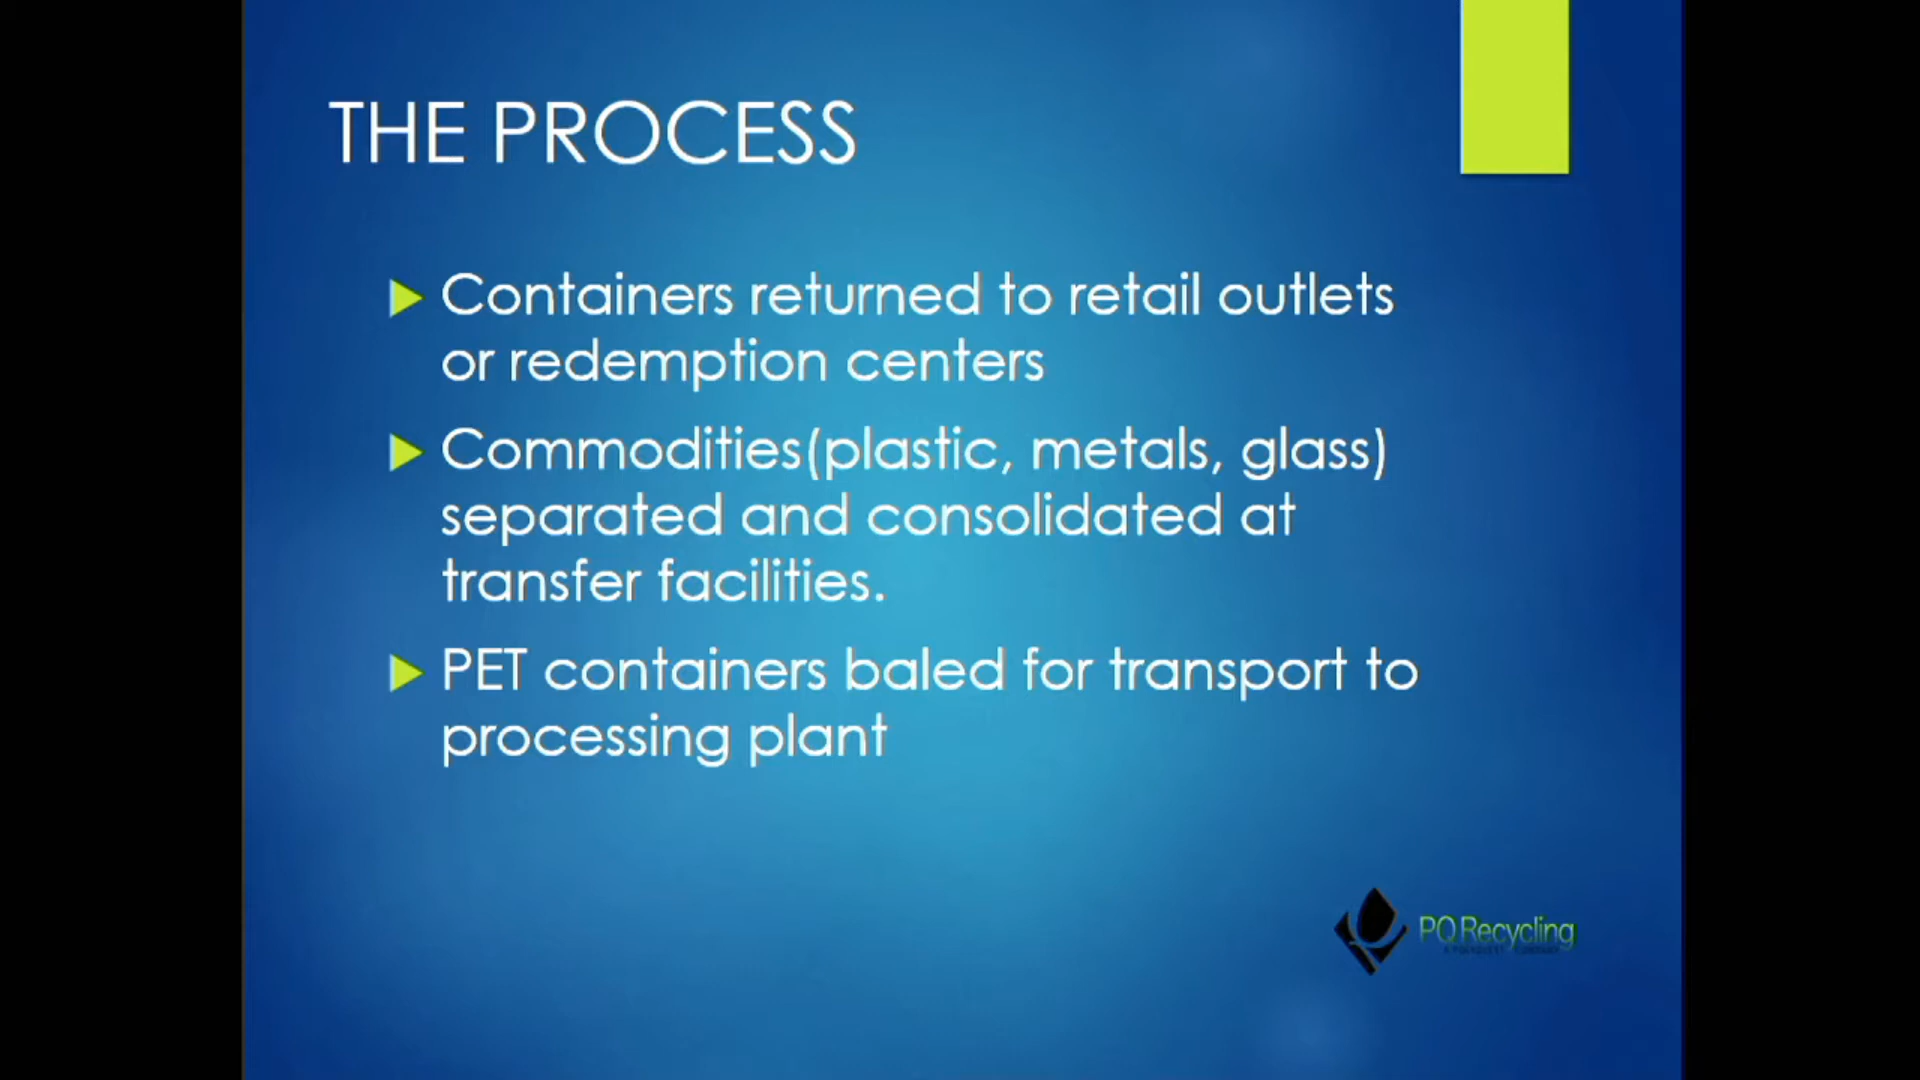 THE PROCESS
Containers returned to retail outlets
or redemption centers
Commodities(plastic, metals, glass)
separated and consolidated at
transfer facilities.
PET containers baled for transport to
processing plant
PQ Recycling